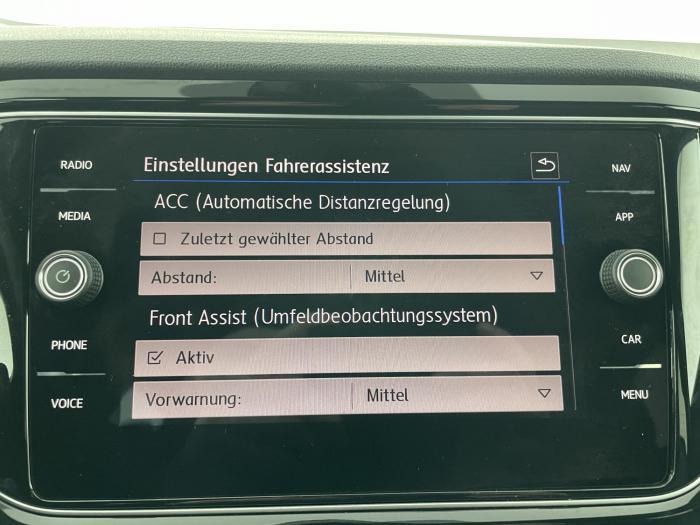 RADIO
MEDIA
PHONE
VOICE
Einstellungen Fahrerassistenz
ACC (Automatische Distanzregelung)
Zuletzt gewählter Abstand
Abstand: Mittel
Front Assist (Umfeldbeobachtungssystem)
Aktiv
Vorwarnung: Mittel
NAV
APP
CAR
MENU